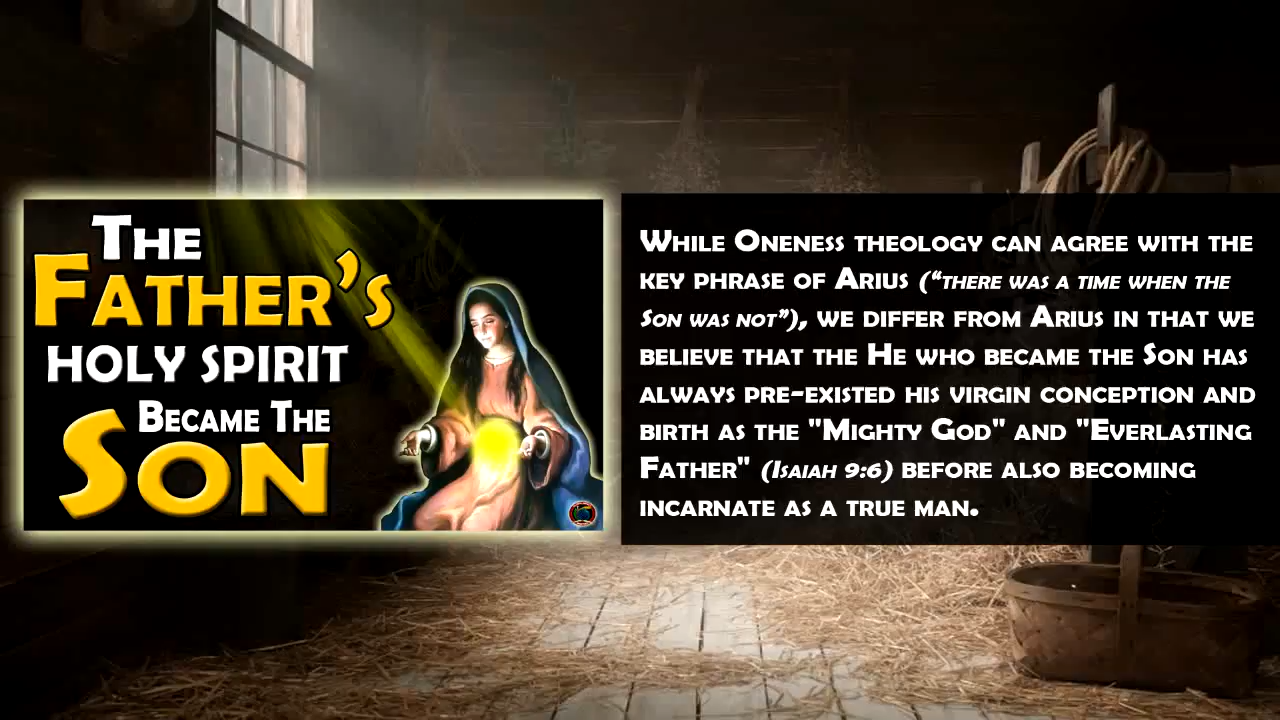 The
Father's
holy spirit
Became The
Son
While Oneness theology can agree with the
key phrase of Arius ("there was a time when the
Son was not"), we differ from Arius in that we
believe that the He who became the Son has
always pre-existed his virgin conception and
birth as the "Mighty God" and "Everlasting
Father" (Isaiah 9:6) before also becoming
incarnate as a true man.